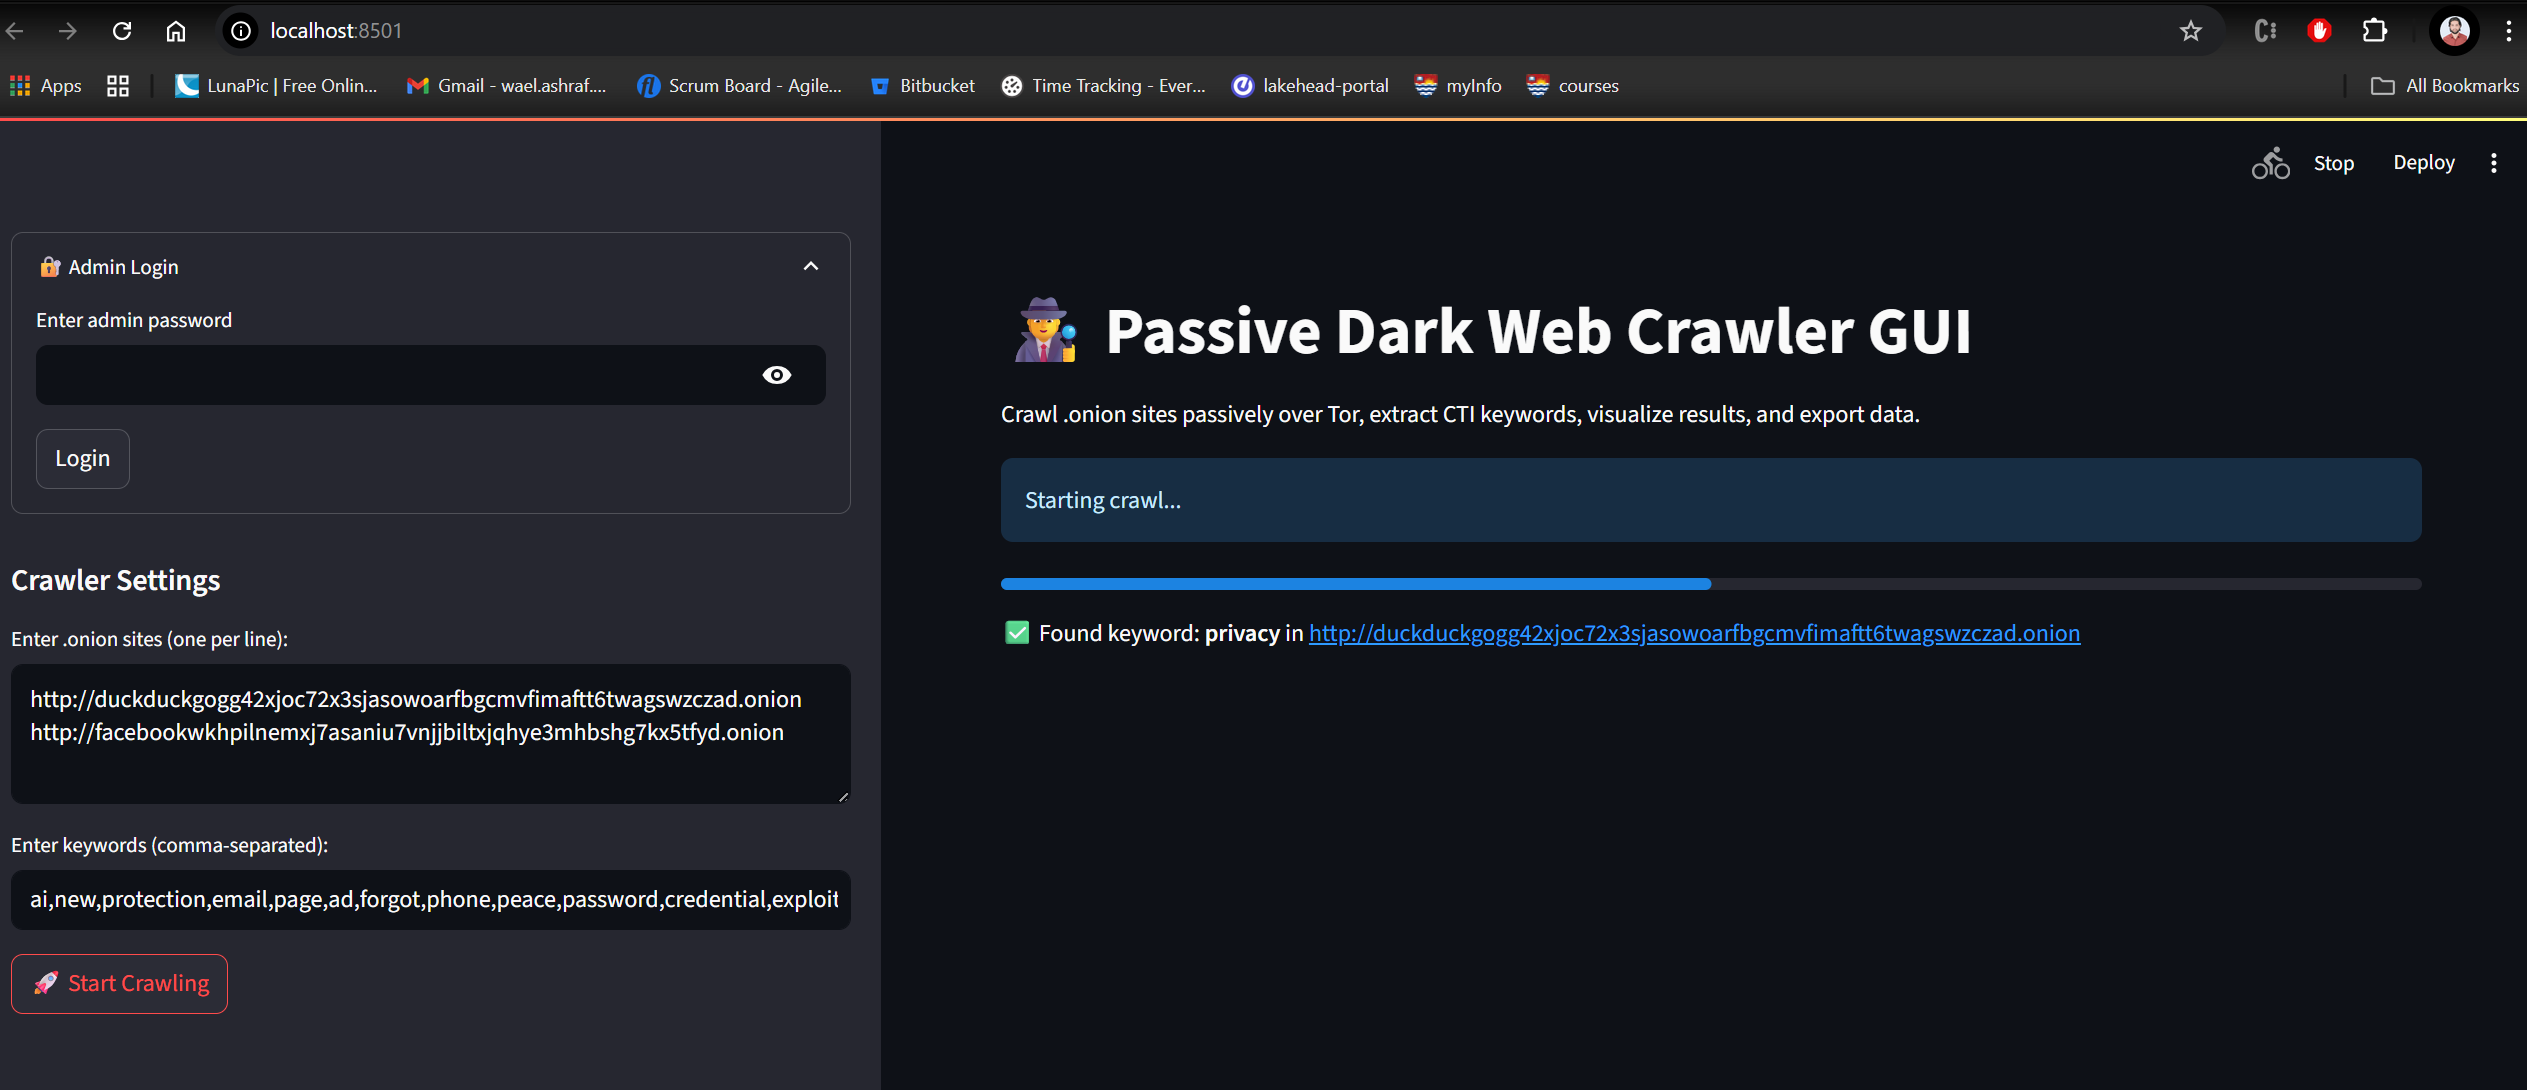 localhost:8501
Apps
LunaPic | Free Onlin...
Gmail - wael.ashraf....
Scrum Board - Agile...
Bitbucket
Time Tracking - Ever...
lakehead-portal
myInfo
courses
All Bookmarks
Stop
Deploy
Admin Login
Enter admin password
Login
Crawler Settings
Enter .onion sites (one per line):
http://duckduckgogg42xjoc72x3sjasowoarfbgcmvfimaftt6twagswzczad.onion
http://facebookwkhpilnemxj7asaniu7vnjjbiltxjqhye3mhbshg7kx5tfyd.onion
Enter keywords (comma-separated):
ai,new,protection,email,page,ad,forgot,phone,peace,password,credential,exploit
Start Crawling
Passive Dark Web Crawler GUI
Crawl .onion sites passively over Tor, extract CTI keywords, visualize results, and export data.
Starting crawl...
Found keyword: privacy in http://duckduckgogg42xjoc72x3sjasowoarfbgcmvfimaftt6twagswzczad.onion